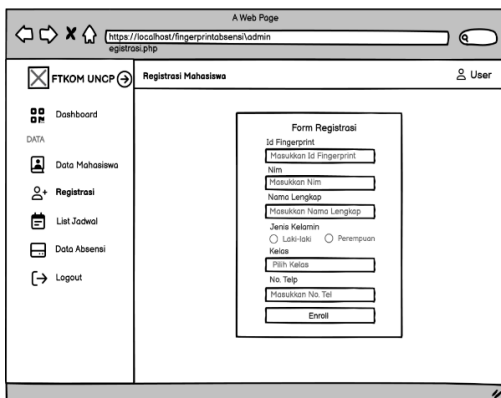 A Web Page
https://localhost/fingerprintabsensi\admin
egistrasi.php
FTKOM UNCP
Registrasi Mahasiswa
User
Dashboard
DATA
Data Mahasiswa
Registrasi
List Jadwal
Data Absensi
Logout
Form Registrasi
Id Fingerprint
Masukkan Id Fingerprint
Nim
Masukkan Nim
Nama Lengkap
Masukkan Nama Lengkap
Jenis Kelamin
Laki-laki Perempuan
Kelas
Pilih Kelas
No. Telp
Masukkan No. Tel
Enroll